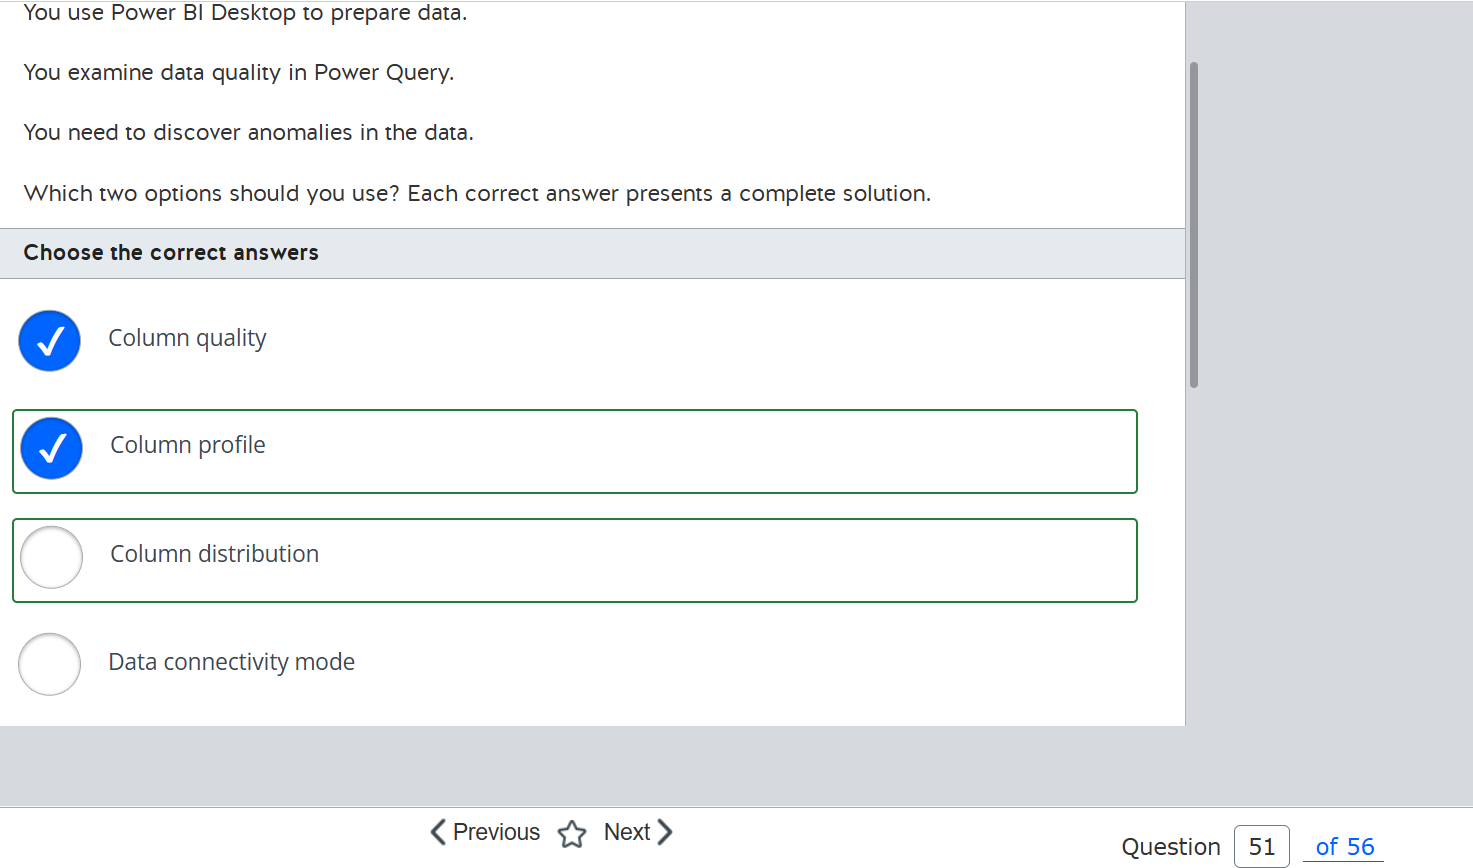 You use Power BI Desktop to prepare data.
You examine data quality in Power Query.
You need to discover anomalies in the data.
Which two options should you use? Each correct answer presents a complete solution.
Choose the correct answers
Column quality
Column profile
Column distribution
Data connectivity mode
Previous Next
Question 51 of 56